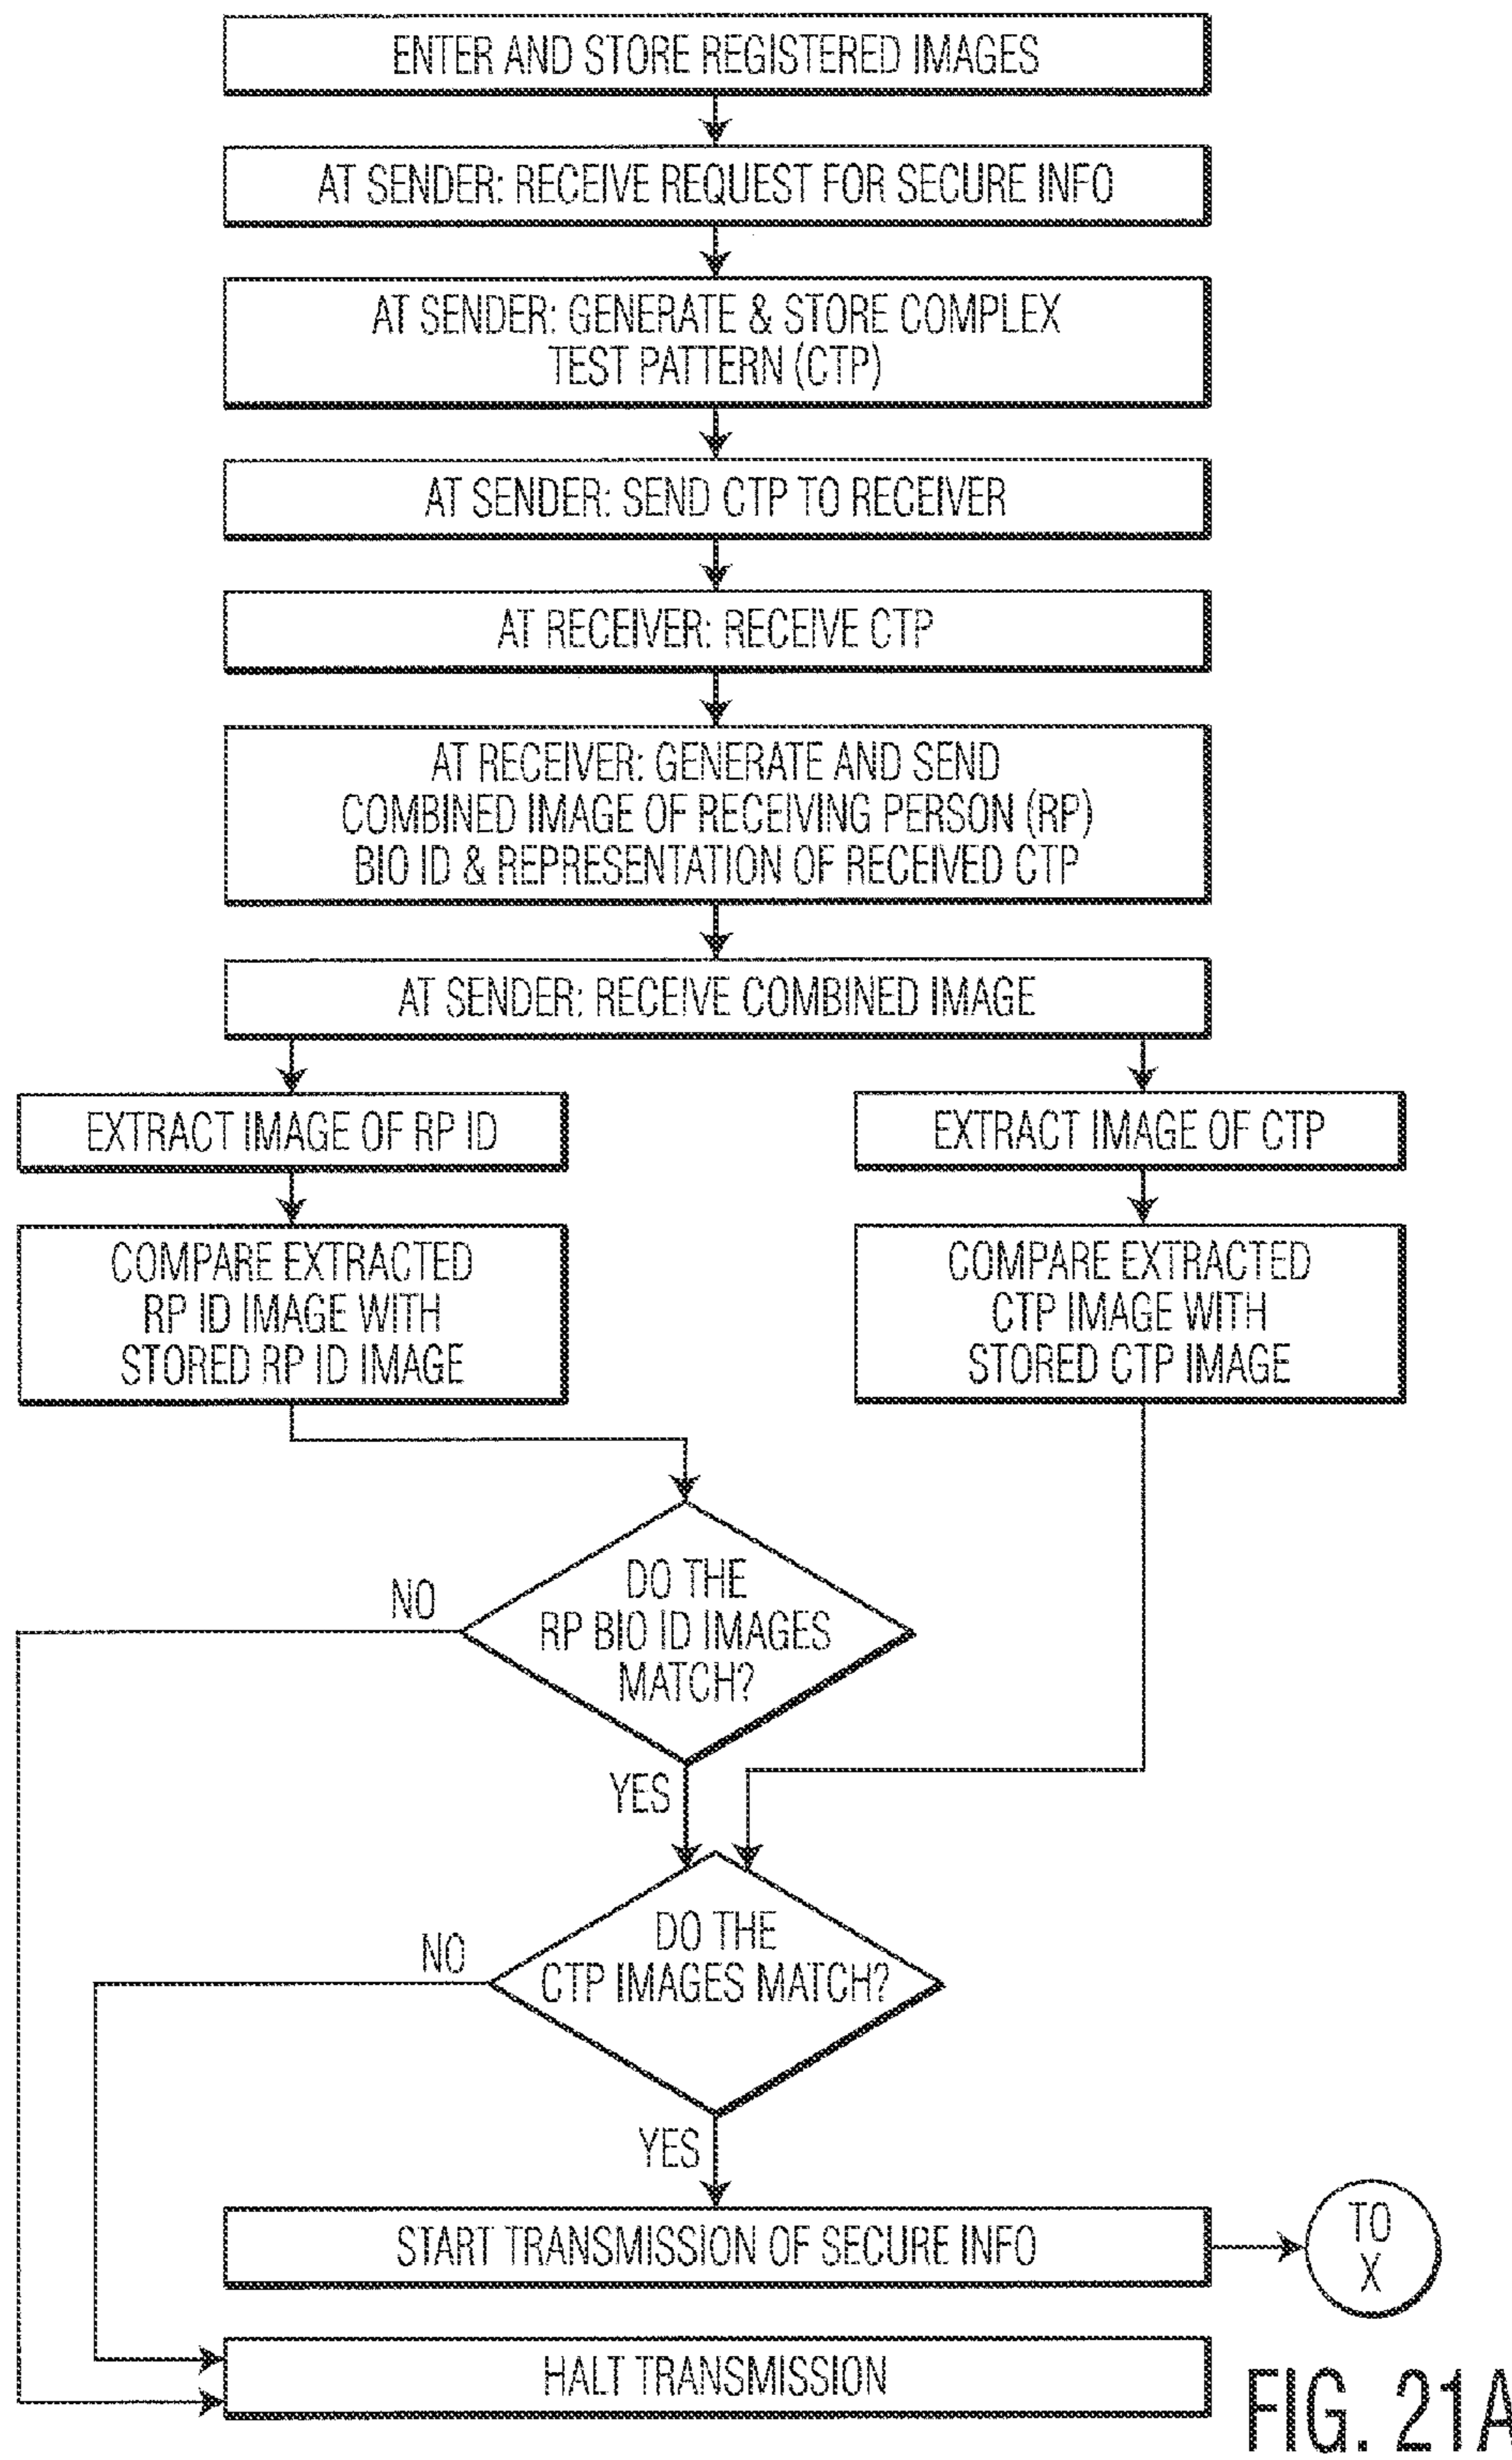 ENTER AND STORE REGISTERED IMAGES
AT SENDER: RECEIVE REQUEST FOR SECURE INFO
AT SENDER: GENERATE & STORE COMPLEX
TEST PATTERN (CTP)
AT SENDER: SEND CTP TO RECEIVER
AT RECEIVER: RECEIVE CTP
AT RECEIVER: GENERATE AND SEND
COMBINED IMAGE OF RECEIVING PERSON (RP)
BIO ID & REPRESENTATION OF RECEIVED CTP
AT SENDER: RECEIVE COMBINED IMAGE
EXTRACT IMAGE OF RP ID
EXTRACT IMAGE OF CTP
COMPARE EXTRACTED
RP ID IMAGE WITH
STORED RP ID IMAGE
COMPARE EXTRACTED
CTP IMAGE WITH
STORED CTP IMAGE
NO
DO THE
RP BIO ID IMAGES
MATCH?
YES
NO
DO THE
CTP IMAGES MATCH?
YES
START TRANSMISSION OF SECURE INFO
TO
X
HALT TRANSMISSION
FIG. 21A